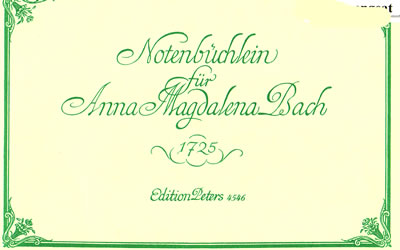 Notenbüchlein
für
Anna Magdalena Bach
1725
Edition Peters 4546